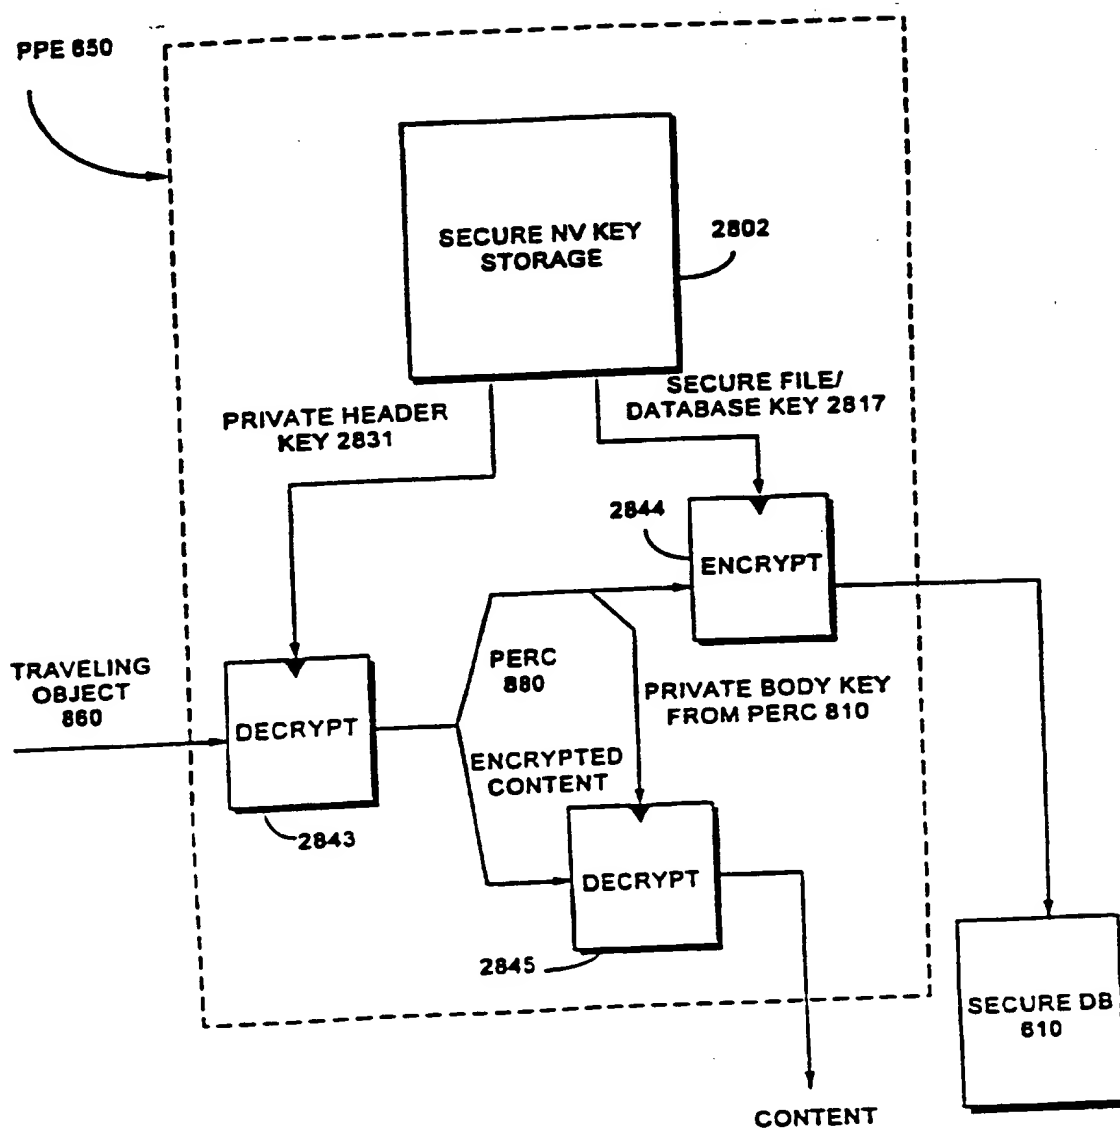 PPE 650
SECURE NV KEY
STORAGE
2802
PRIVATE HEADER
KEY 2831
SECURE FILE/
DATABASE KEY 2817
2844
ENCRYPT
TRAVELING
OBJECT
860
DECRYPT
2843
PERC
880
PRIVATE BODY KEY
FROM PERC 810
ENCRYPTED
CONTENT
DECRYPT
2845
SECURE DB
610
CONTENT